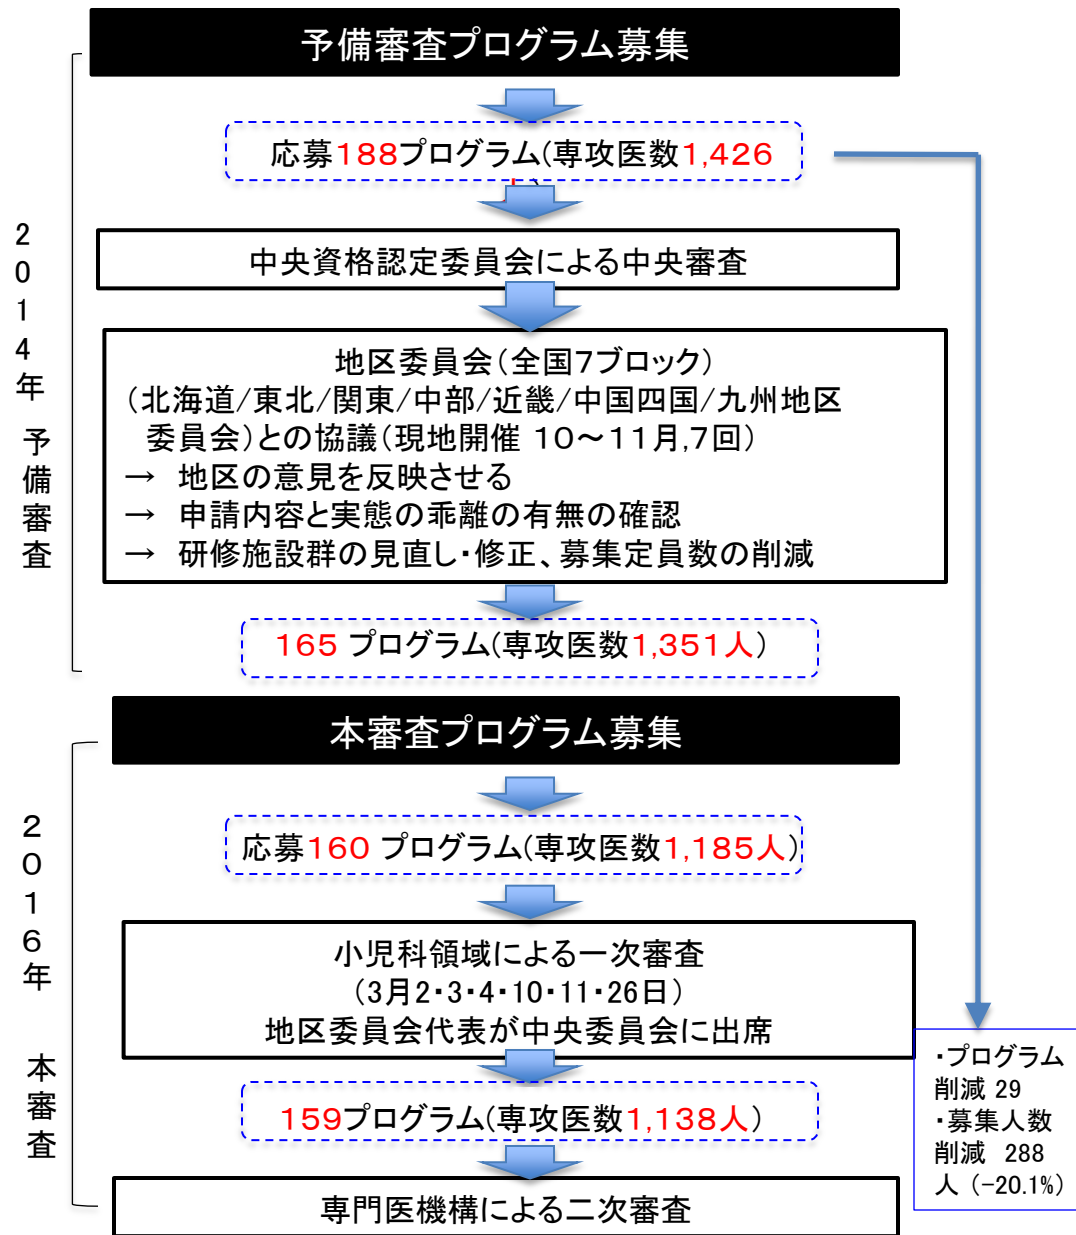 予備審査プログラム募集
応募188プログラム(専攻医数1,426
中央資格認定委員会による中央審査
地区委員会(全国7ブロック)
(北海道/東北/関東/中部/近畿/中国四国/九州地区
委員会)との協議(現地開催 10～11月,7回)
→ 地区の意見を反映させる
→ 申請内容と実態の乖離の有無の確認
→ 研修施設群の見直し・修正、募集定員数の削減
165 プログラム(専攻医数1,351人)
2014年 予備審査
本審査プログラム募集
応募160 プログラム(専攻医数1,185人)
小児科領域による一次審査
(3月2・3・4・10・11・26日)
地区委員会代表が中央委員会に出席
159プログラム(専攻医数1,138人)
専門医機構による二次審査
2016年 本審査
・プログラム
削減 29
・募集人数
削減 288
人 (-20.1%)